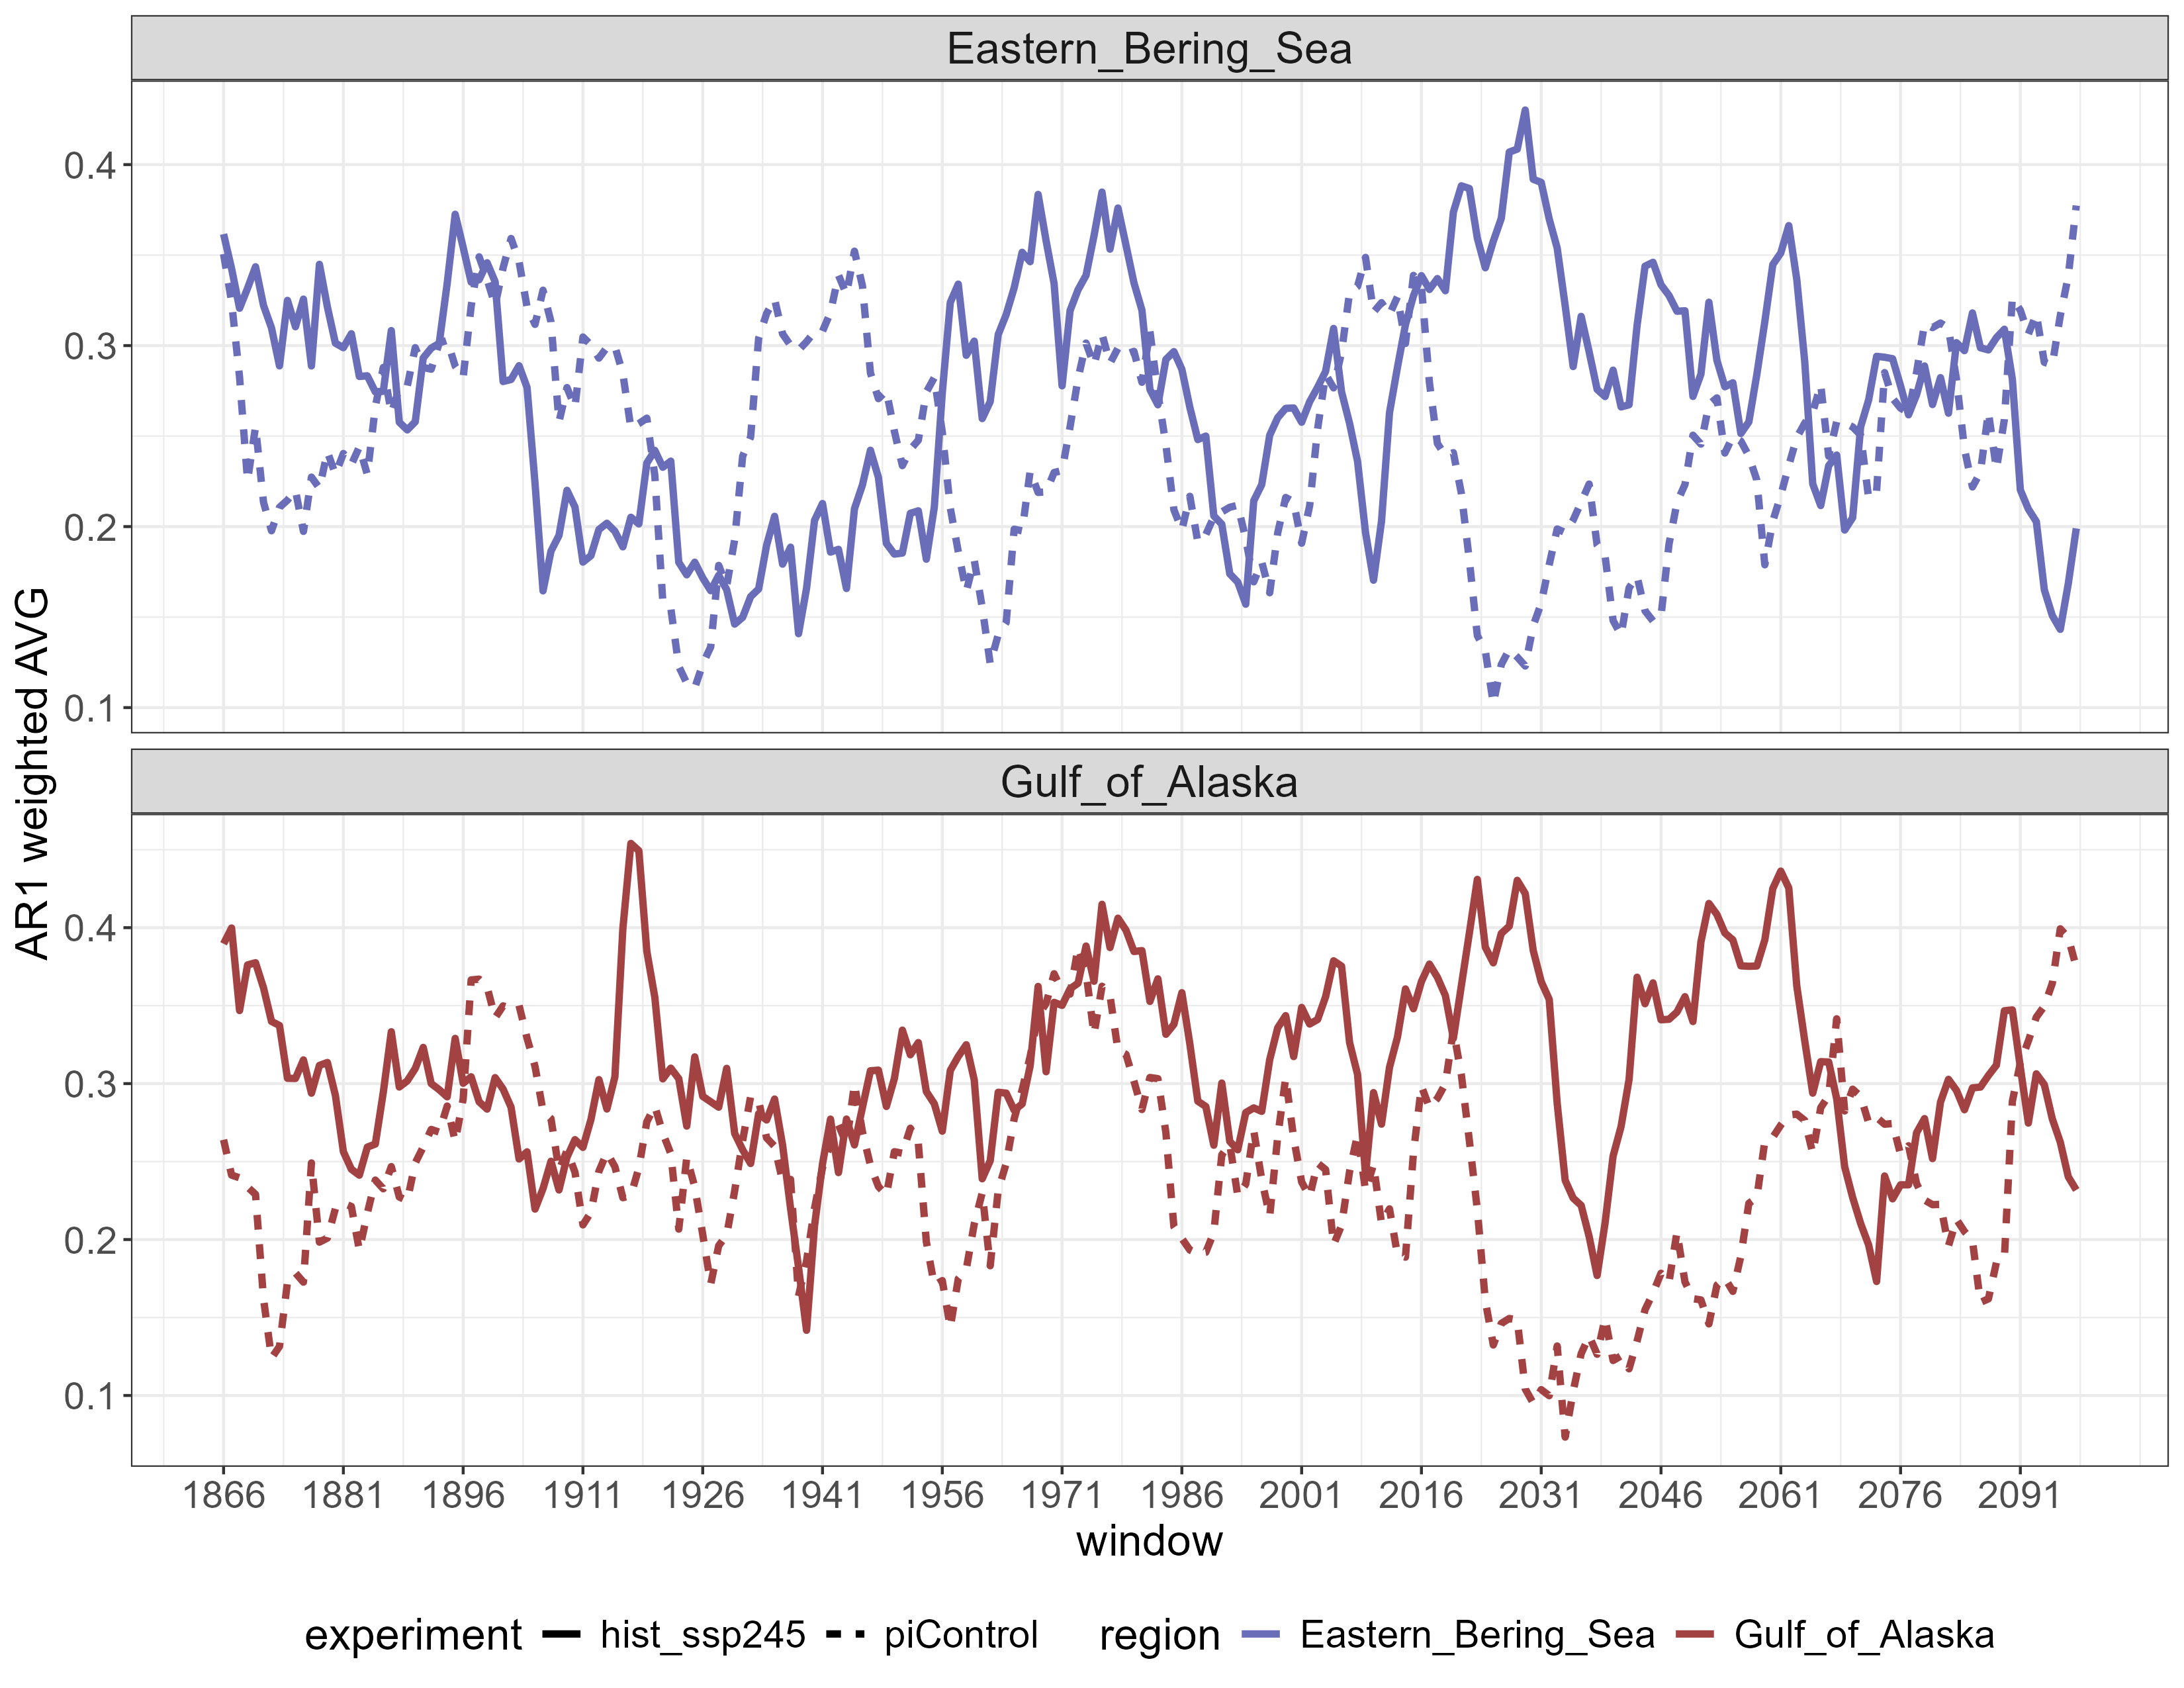 Eastern_Bering_Sea
0.4
0.3
0.2
0.1
AR1 weighted AVG
Gulf_of_Alaska
0.4
0.3
0.2
0.1
1866 1881 1896 1911 1926 1941 1956 1971 1986 2001 2016 2031 2046 2061 2076 2091
window
experiment hist_ssp245 piControl region Eastern_Bering_Sea Gulf_of_Alaska